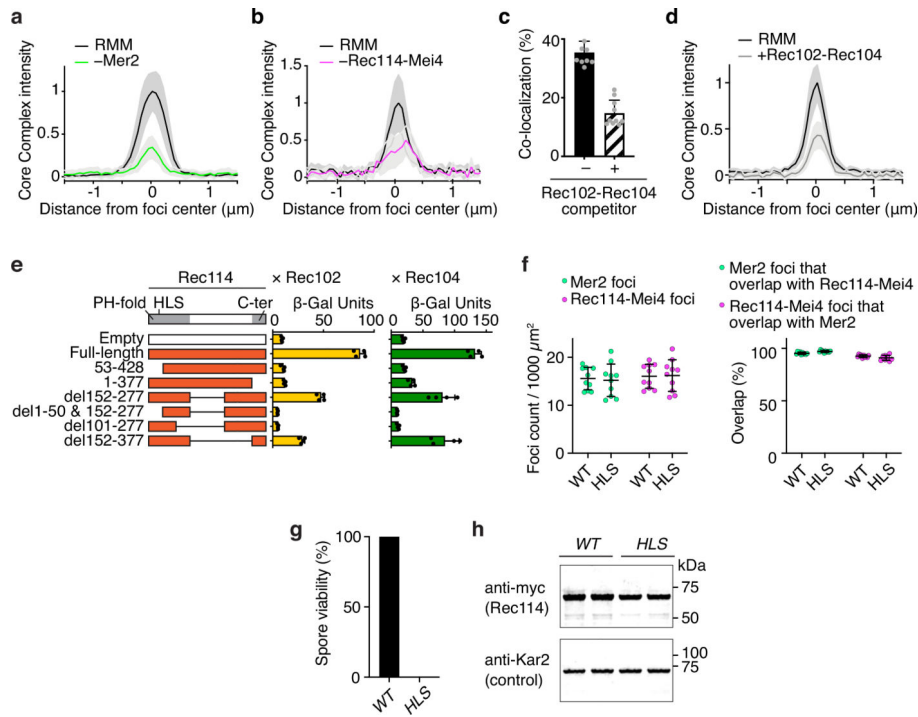 a
RMM
−Mer2
Core Complex intensity
1
0.5
0
-1
0
1
Distance from foci center (µm)
b
RMM
−Rec114-Mei4
Core Complex intensity
1
0.5
0
-1
0
1
Distance from foci center (µm)
c
Co-localization (%)
40
20
0
− +
Rec102-Rec104
competitor
d
RMM
+Rec102-Rec104
Core Complex intensity
1
0.5
0
-1
0
1
Distance from foci center (µm)
e
Rec114
× Rec102
× Rec104
PH-fold
HLS
C-ter
β-Gal Units
β-Gal Units
0 50 100
0 50 100 150
Empty
Full-length
53-428
1-377
del152-277
del1-50 & 152-277
del101-277
del152-377
f
Mer2 foci
Rec114-Mei4 foci
Foci count / 1000 µm²
20
10
0
WT
HLS
WT
HLS
Mer2 foci that
overlap with Rec114-Mei4
Rec114-Mei4 foci that
overlap with Mer2
Overlap (%)
100
50
0
WT
HLS
WT
HLS
g
Spore viability (%)
100
50
0
WT
HLS
h
WT
HLS
kDa
anti-myc
(Rec114)
75
50
anti-Kar2
(control)
100
75